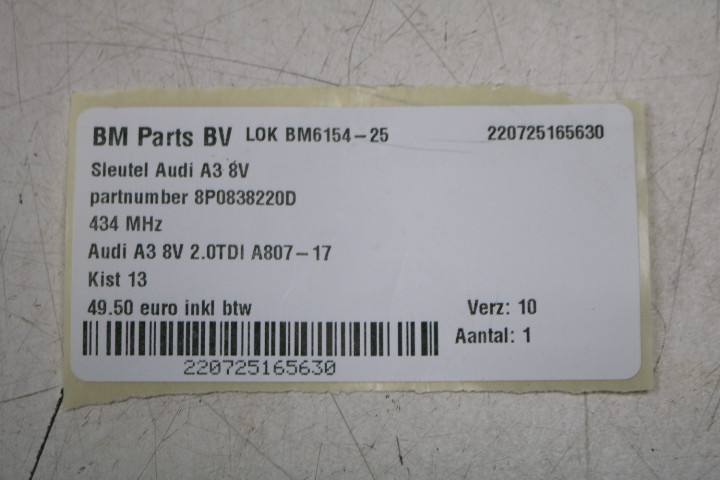 BM Parts BV LOK BM6154-25 220725165630
Sleutel Audi A3 8V
partnumber 8P0838220D
434 MHz
Audi A3 8V 2.0TDI A807-17
Kist 13
49.50 euro inkl btw Verz: 10
Aantal: 1
220725165630